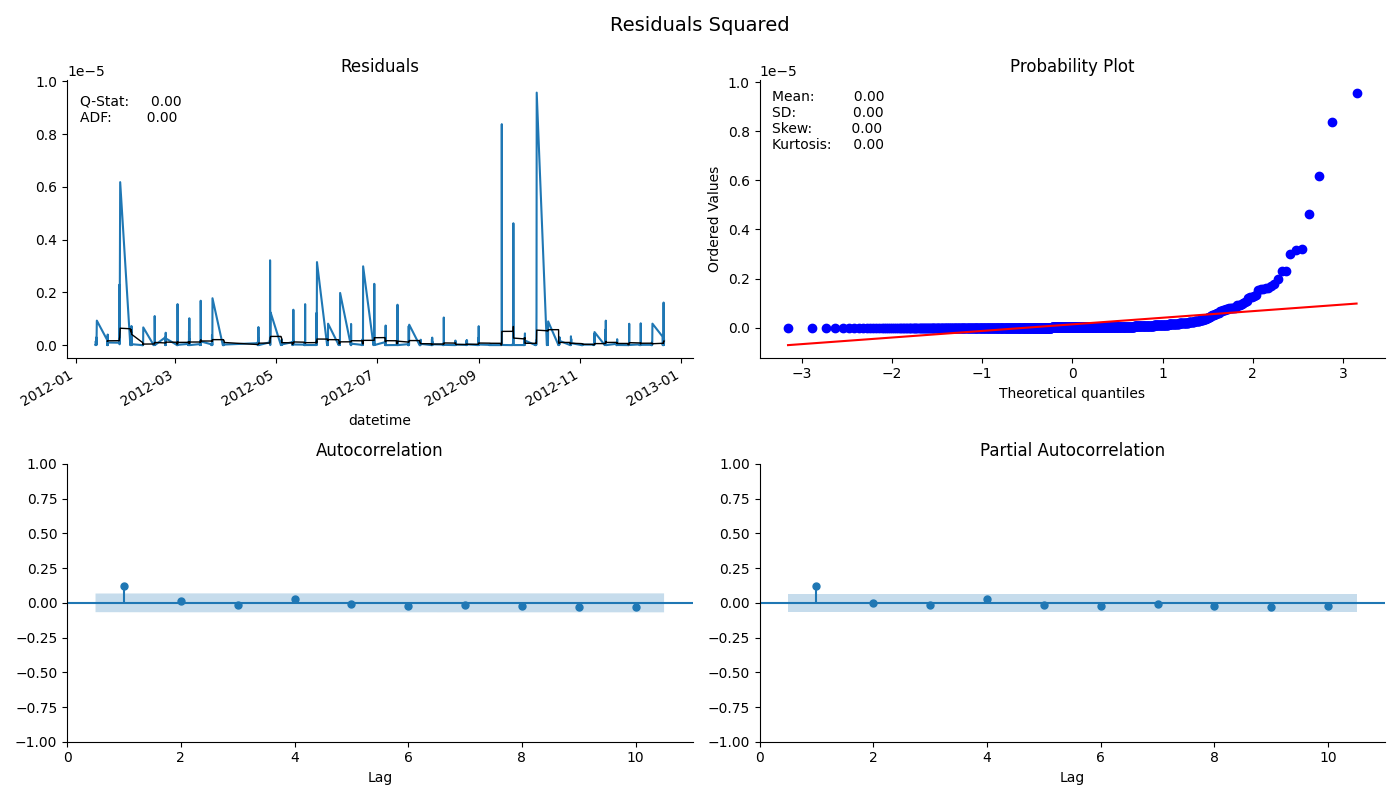 Residuals Squared
Residuals
1e−5
Q-Stat: 0.00
ADF: 0.00
1.0
0.8
0.6
0.4
0.2
0.0
2012-01
2012-03
2012-05
2012-07
2012-09
2012-11
2013-01
datetime
Probability Plot
1e−5
Mean: 0.00
SD: 0.00
Skew: 0.00
Kurtosis: 0.00
Ordered Values
1.0
0.8
0.6
0.4
0.2
0.0
−3 −2 −1 0 1 2 3
Theoretical quantiles
Autocorrelation
1.00
0.75
0.50
0.25
0.00
−0.25
−0.50
−0.75
−1.00
0 2 4 6 8 10
Lag
Partial Autocorrelation
1.00
0.75
0.50
0.25
0.00
−0.25
−0.50
−0.75
−1.00
0 2 4 6 8 10
Lag